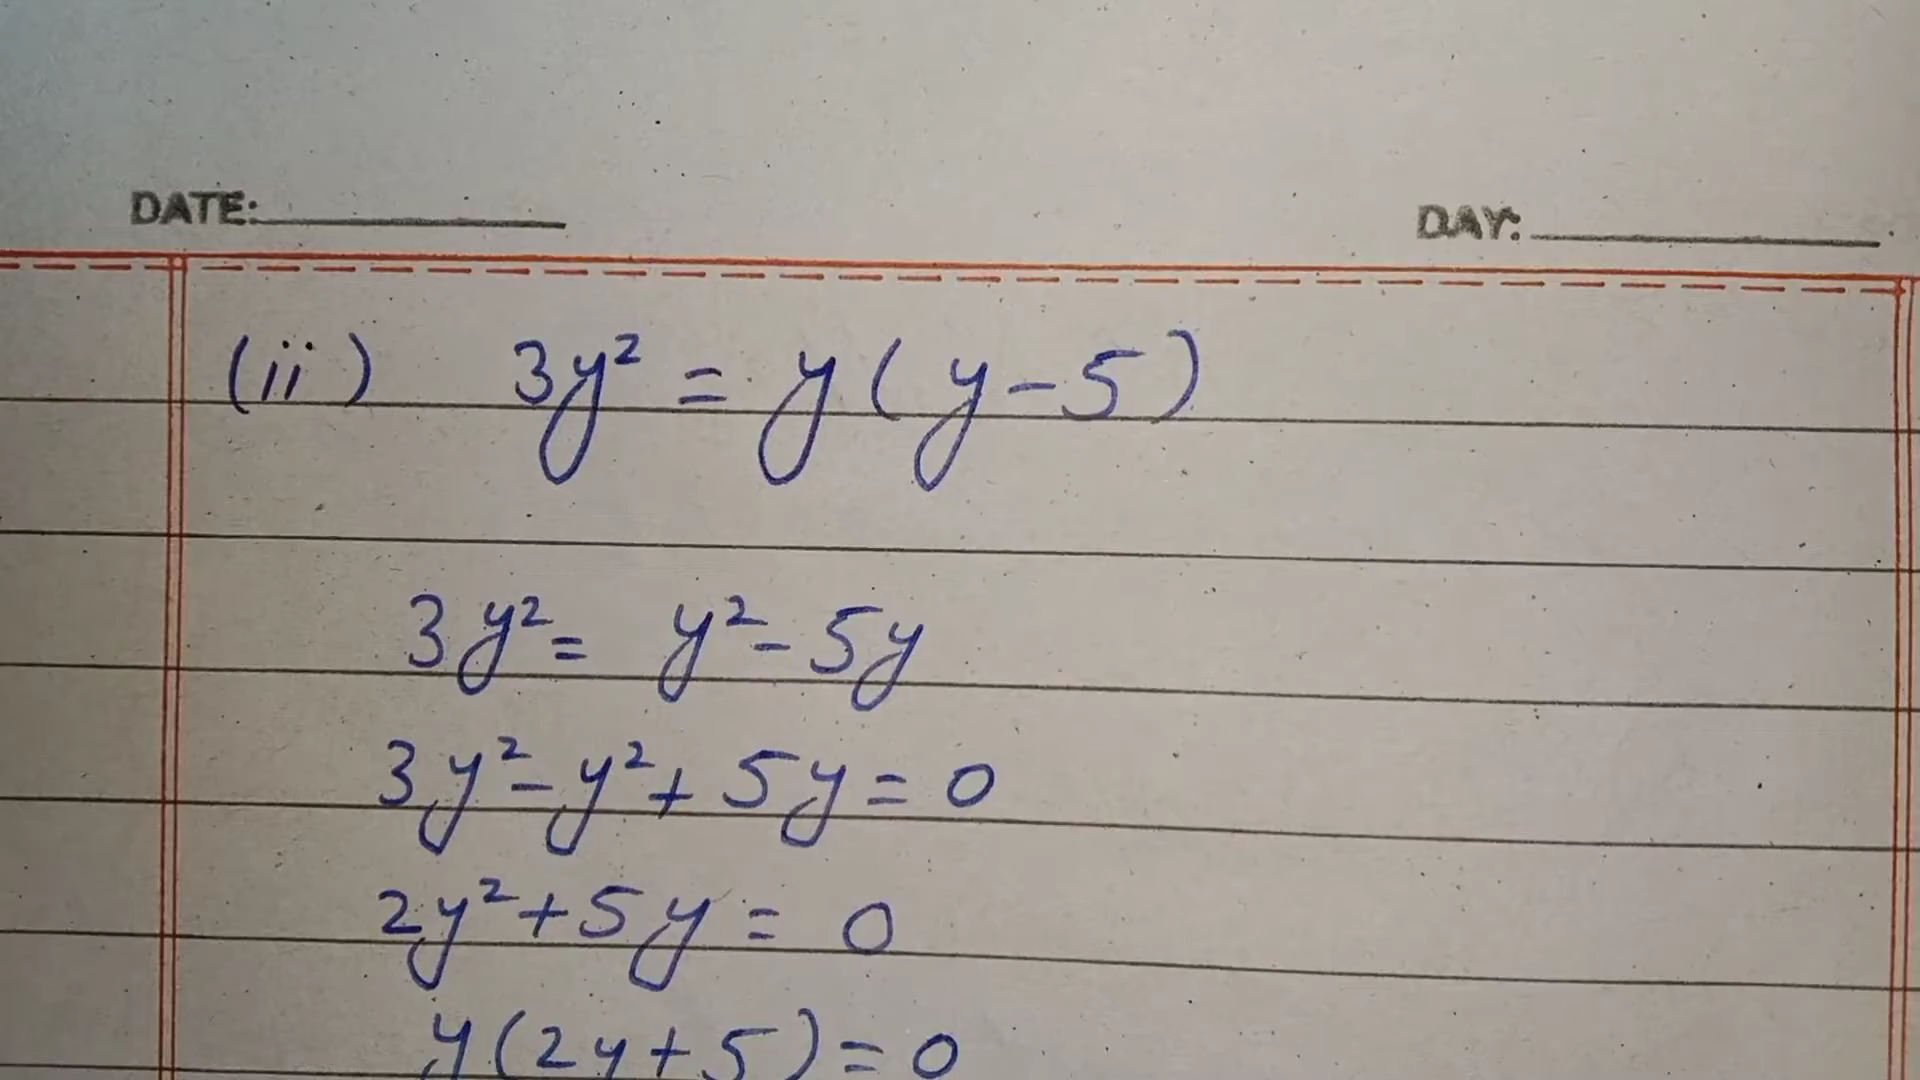 DATE: DAY:
(ii) 3y² = y(y-5)
3y² = y² - 5y
3y² - y² + 5y = 0
2y² + 5y = 0
y(2y+5) = 0